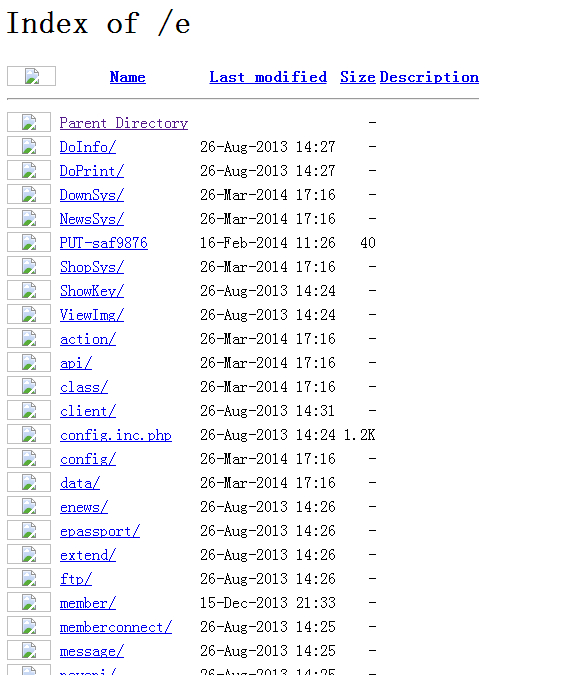 Index of /e
Name Last modified Size Description
Parent Directory -
DoInfo/ 26-Aug-2013 14:27 -
DoPrint/ 26-Aug-2013 14:27 -
DownSys/ 26-Mar-2014 17:16 -
NewsSys/ 26-Mar-2014 17:16 -
PUT-saf9876 16-Feb-2014 11:26 40
ShopSys/ 26-Mar-2014 17:16 -
ShowKey/ 26-Aug-2013 14:24 -
ViewImg/ 26-Aug-2013 14:24 -
action/ 26-Mar-2014 17:16 -
api/ 26-Mar-2014 17:16 -
class/ 26-Mar-2014 17:16 -
client/ 26-Aug-2013 14:31 -
config.inc.php 26-Aug-2013 14:24 1.2K
config/ 26-Mar-2014 17:16 -
data/ 26-Mar-2014 17:16 -
enews/ 26-Aug-2013 14:26 -
epassport/ 26-Aug-2013 14:26 -
extend/ 26-Aug-2013 14:26 -
ftp/ 26-Aug-2013 14:26 -
member/ 15-Dec-2013 21:33 -
memberconnect/ 26-Aug-2013 14:25 -
message/ 26-Aug-2013 14:25 -
26-Aug-2013 14:25 -